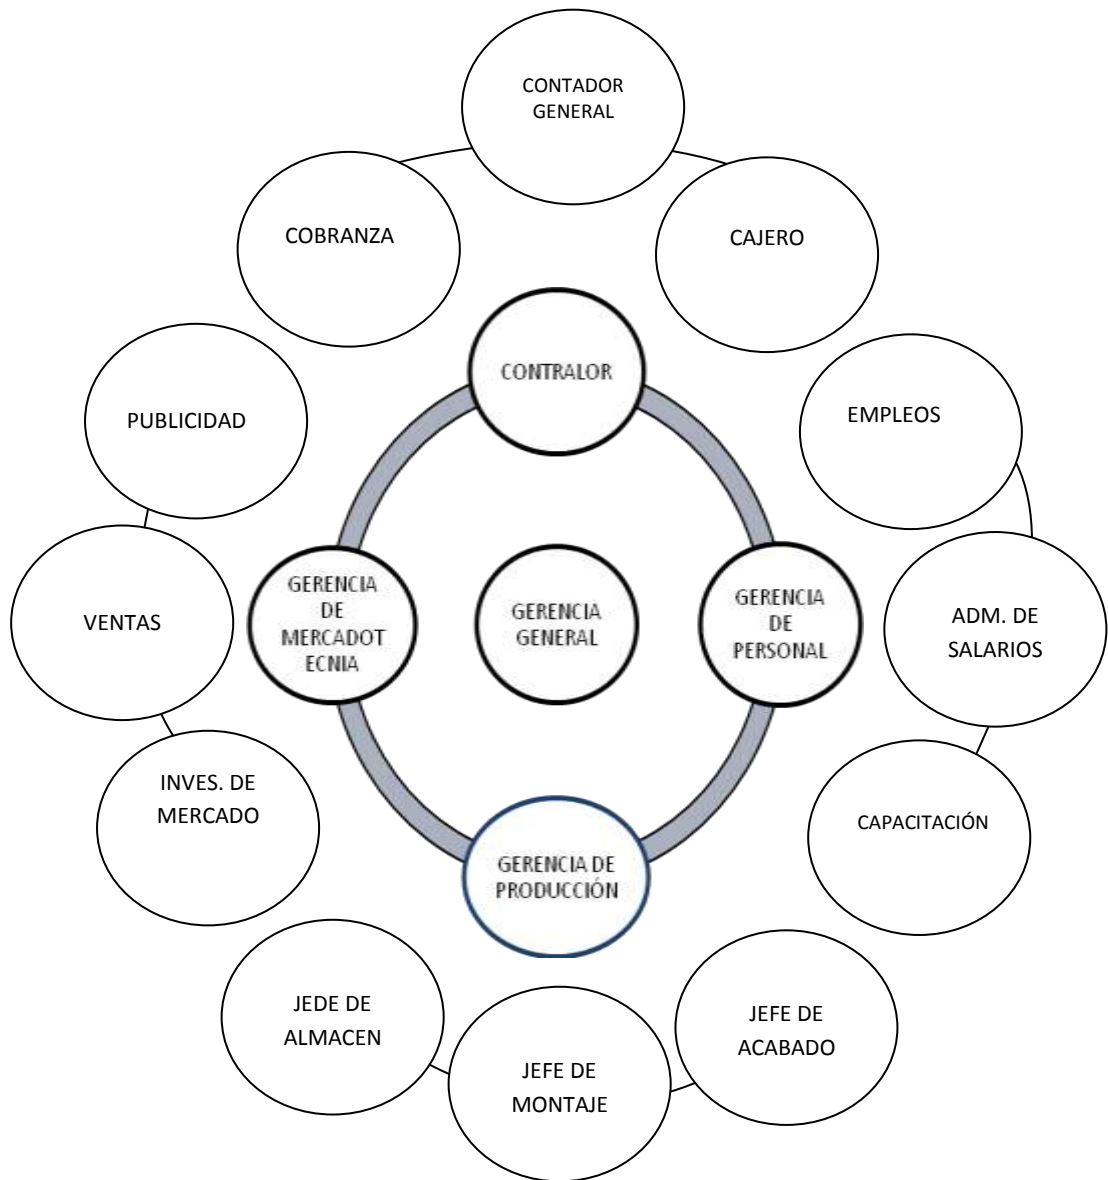 CONTADOR
GENERAL
COBRANZA
CAJERO
CONTRALOR
PUBLICIDAD
EMPLEOS
GERENCIA
DE
MERCADOT
ECNIA
GERENCIA
GENERAL
GERENCIA
DE
PERSONAL
VENTAS
ADM. DE
SALARIOS
INVES. DE
MERCADO
CAPACITACIÓN
GERENCIA DE
PRODUCCIÓN
JEDE DE
ALMACEN
JEFE DE
MONTAJE
JEFE DE
ACABADO